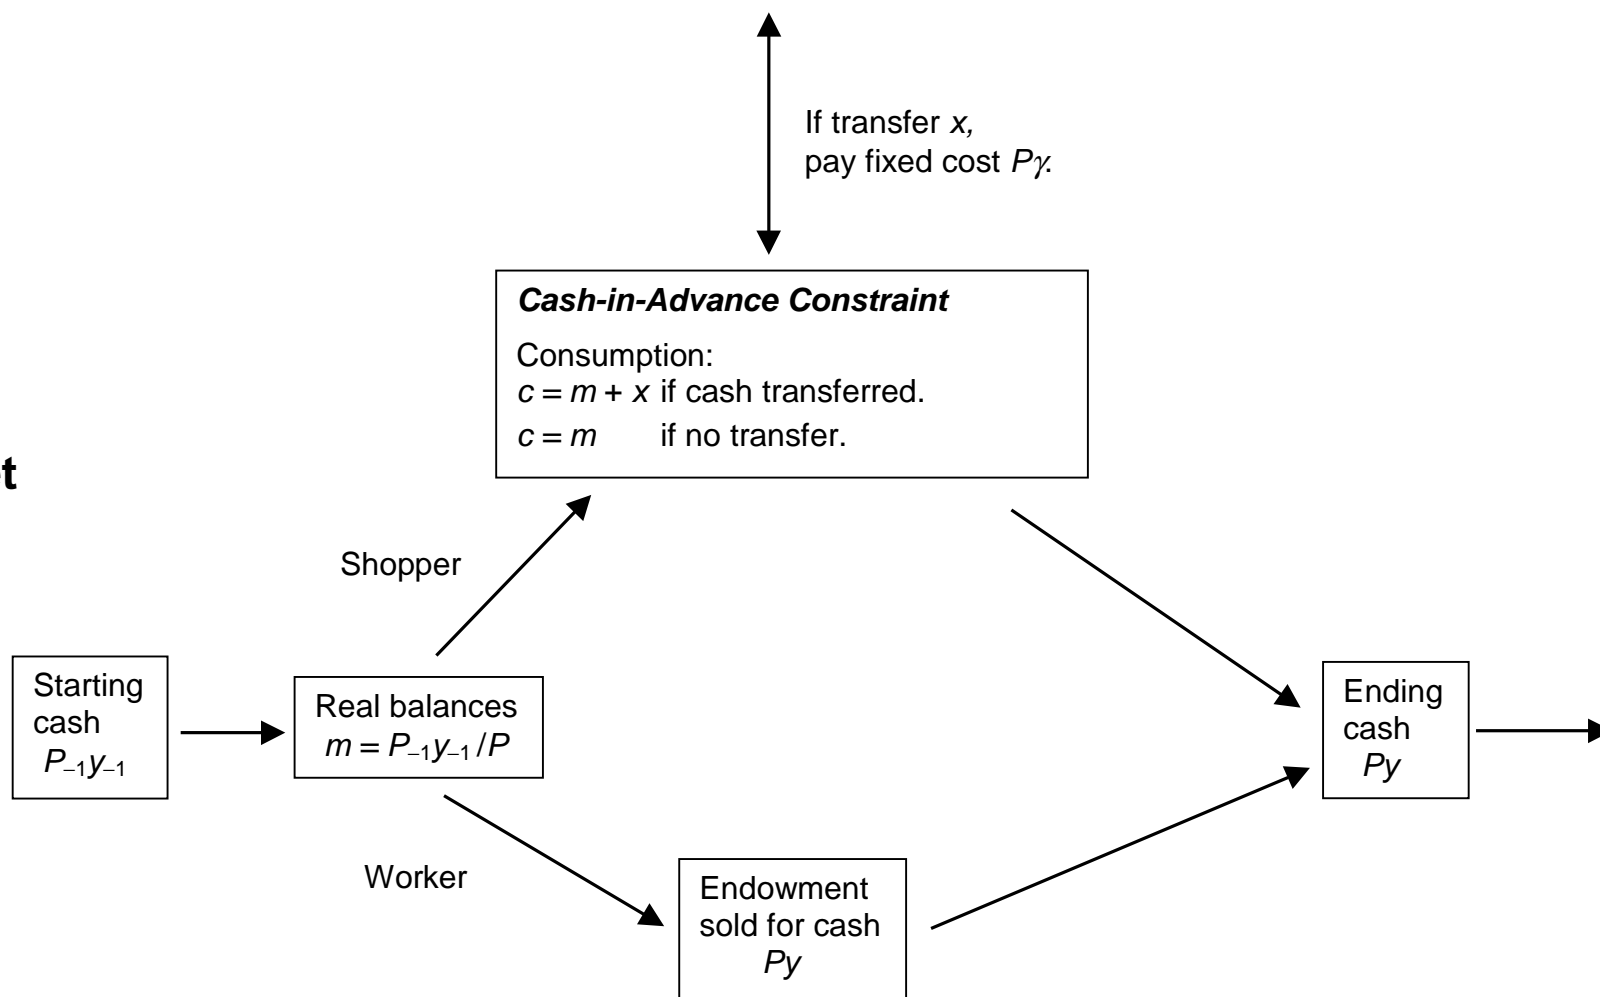 If transfer x,
pay fixed cost Pγ.
Cash-in-Advance Constraint
Consumption:
c = m + x if cash transferred.
c = m if no transfer.
Shopper
Starting
cash
P₋₁y₋₁
Real balances
m = P₋₁y₋₁ /P
Ending
cash
Py
Worker
Endowment
sold for cash
Py